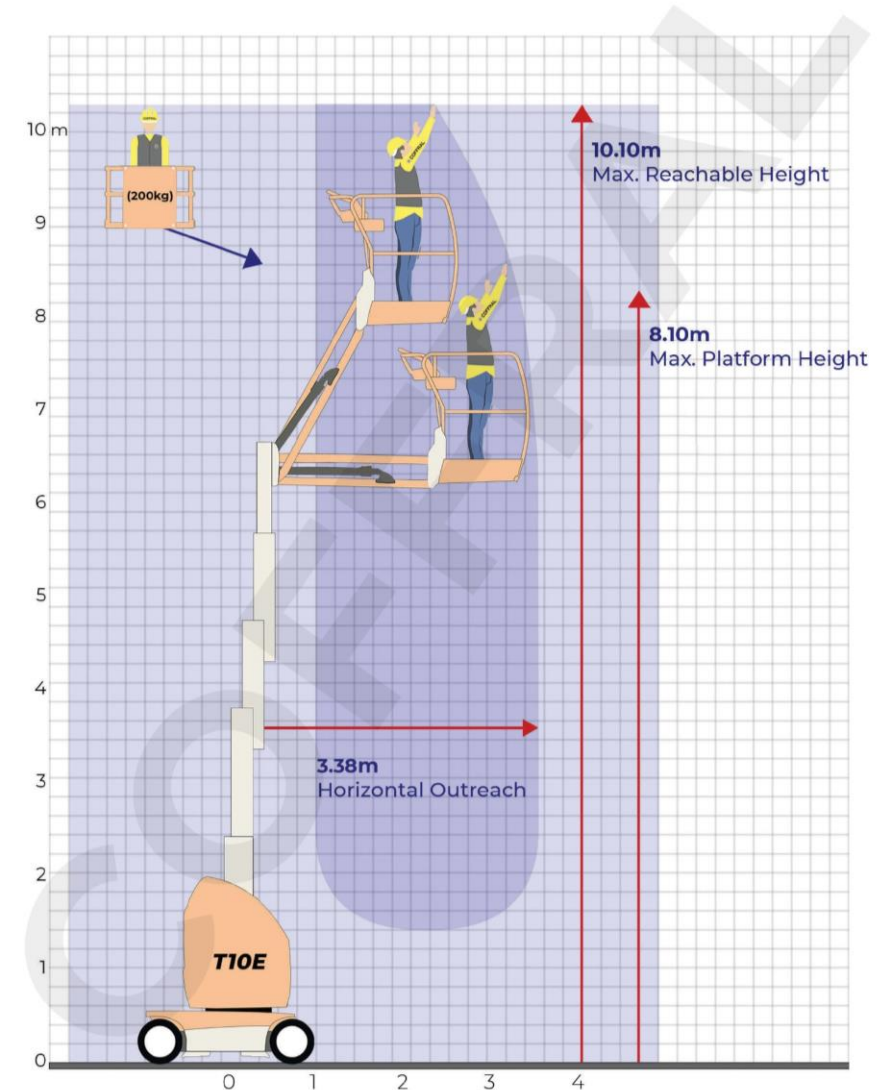 COFFRAL
10 m
(200kg)
10.10m
Max. Reachable Height
9
8
8.10m
Max. Platform Height
7
6
5
4
3.38m
Horizontal Outreach
3
2
T10E
1
0
0 1 2 3 4